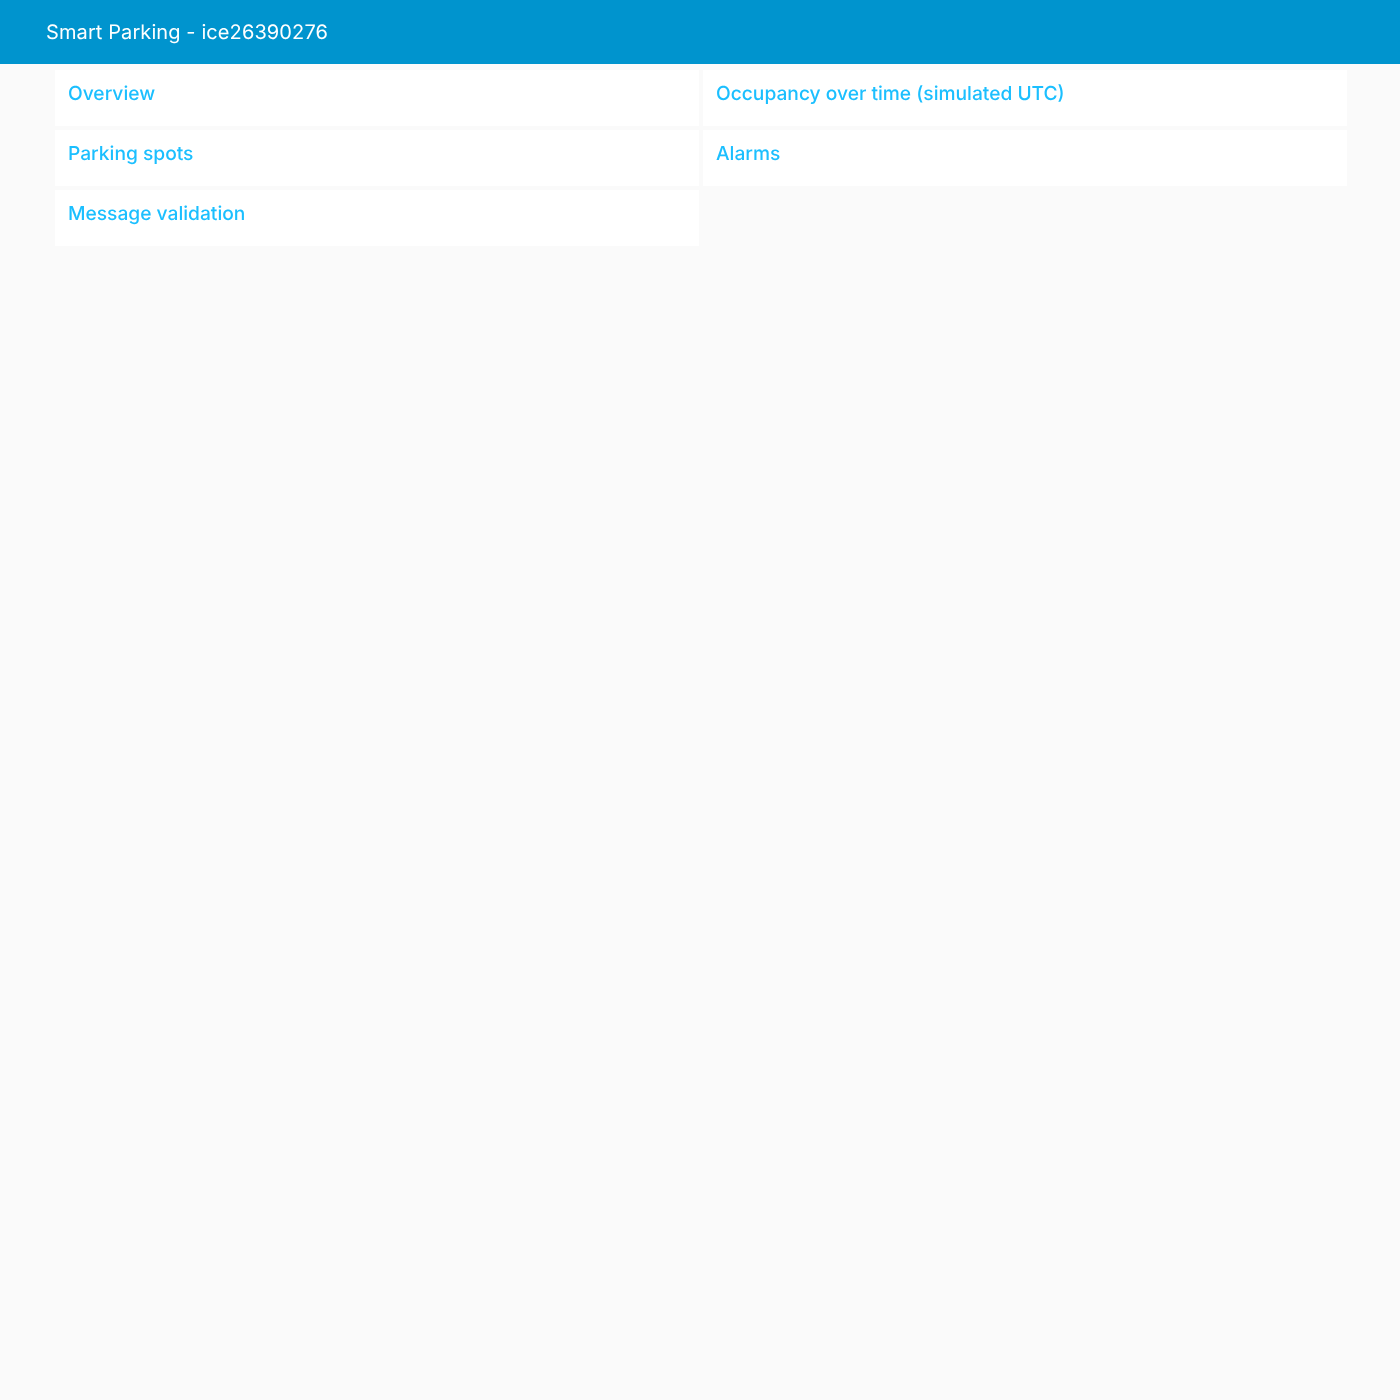 Smart Parking - ice26390276
Overview
Occupancy over time (simulated UTC)
Parking spots
Alarms
Message validation